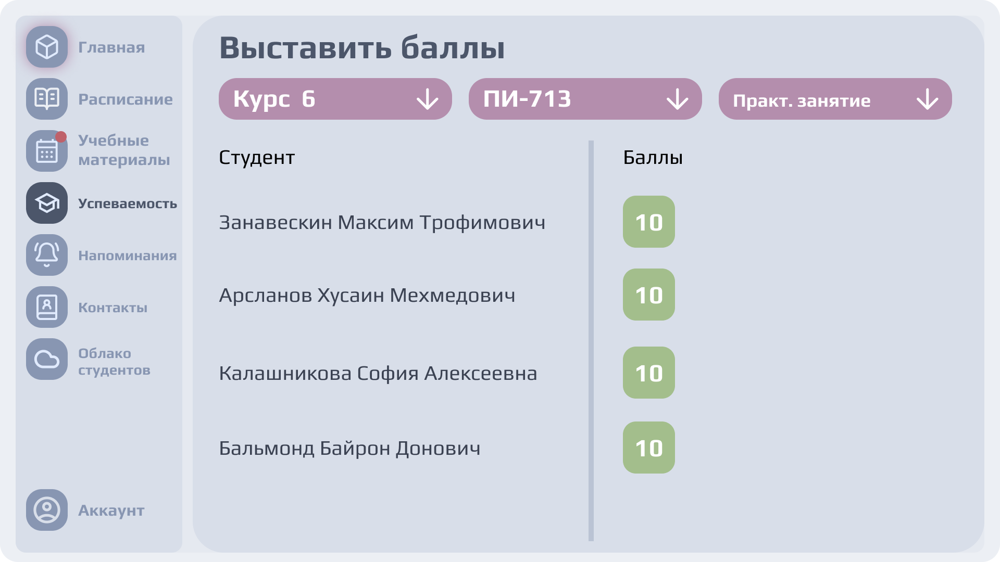 Главная
Расписание
Учебные
материалы
Успеваемость
Напоминания
Контакты
Облако
студентов
Аккаунт
Выставить баллы
Курс 6
ПИ-713
Практ. занятие
Студент
Баллы
Занавескин Максим Трофимович
10
Арсланов Хусаин Мехмедович
10
Калашникова София Алексеевна
10
Бальмонд Байрон Донович
10